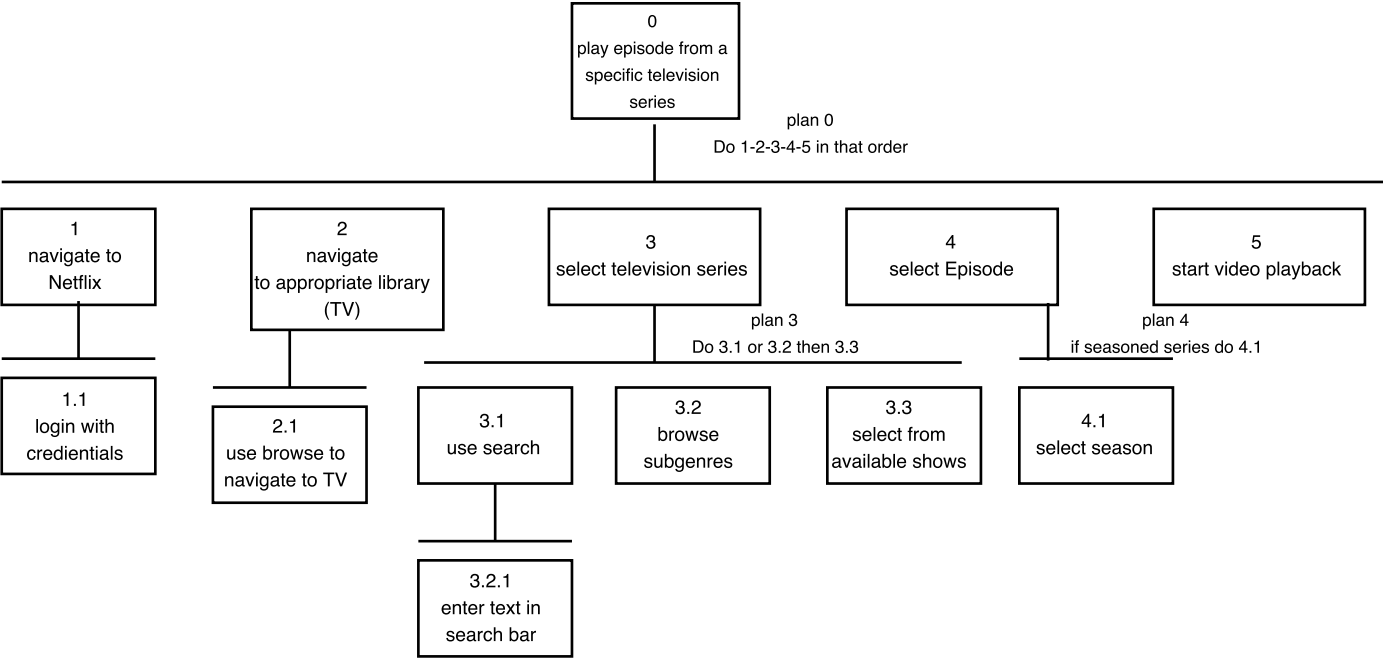 0
play episode from a
specific television
series
plan 0
Do 1-2-3-4-5 in that order
1
navigate to
Netflix
2
navigate
to appropriate library
(TV)
3
select television series
4
select Episode
5
start video playback
plan 3
Do 3.1 or 3.2 then 3.3
plan 4
if seasoned series do 4.1
1.1
login with
credientials
2.1
use browse to
navigate to TV
3.1
use search
3.2
browse
subgenres
3.3
select from
available shows
4.1
select season
3.2.1
enter text in
search bar